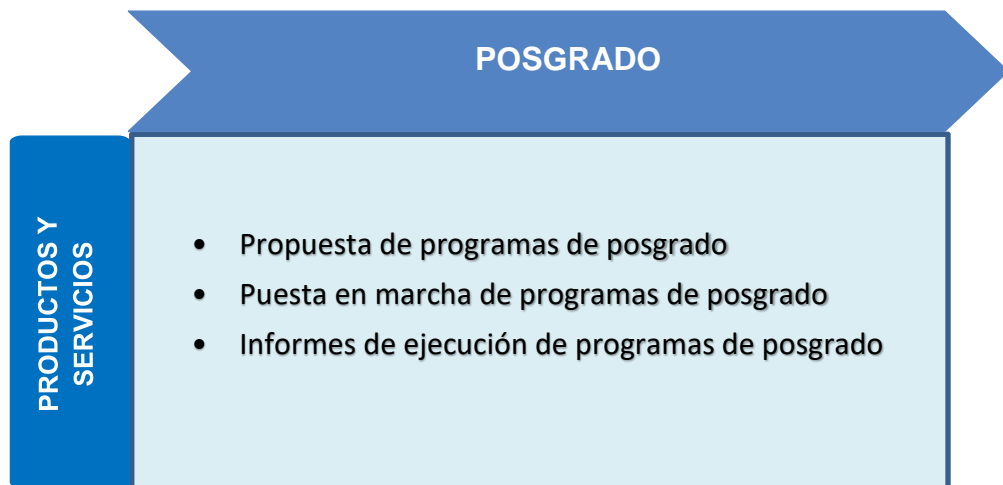 POSGRADO
PRODUCTOS Y
SERVICIOS
• Propuesta de programas de posgrado
• Puesta en marcha de programas de posgrado
• Informes de ejecución de programas de posgrado